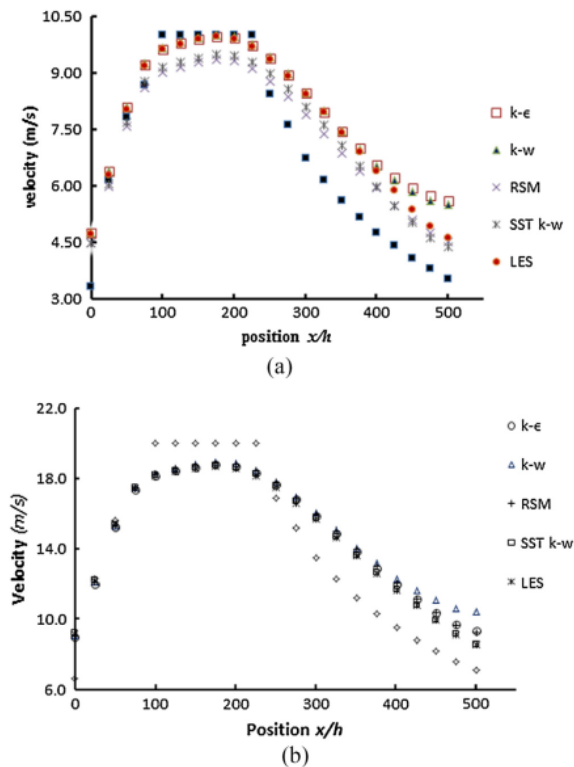 10.50
9.00
7.50
6.00
4.50
3.00
velocity (m/s)
0 100 200 300 400 500
position x/h
k-ϵ
k-w
RSM
SST k-w
LES
(a)
22.0
18.0
14.0
10.0
6.0
Velocity (m/s)
0 100 200 300 400 500
Position x/h
k-ϵ
k-w
RSM
SST k-w
LES
(b)